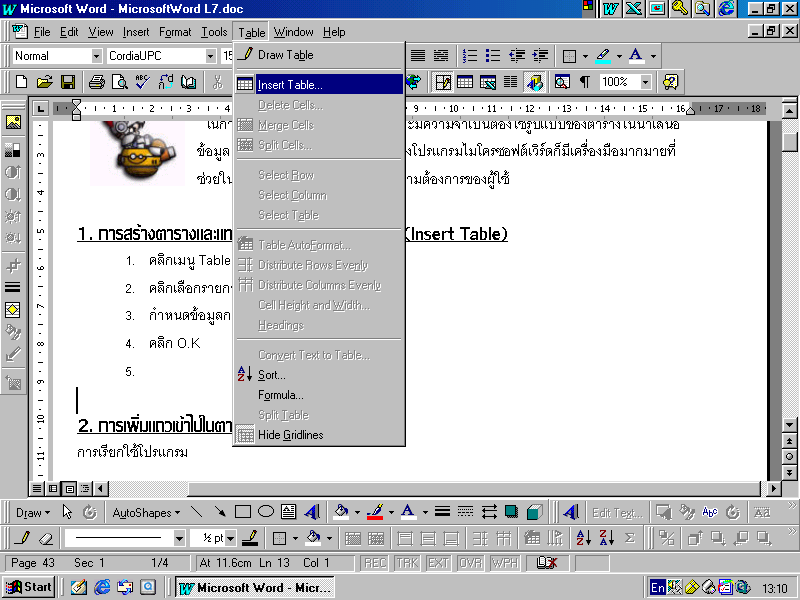 Microsoft Word - MicrosoftWord L7.doc
File Edit View Insert Format Tools Table Window Help
Normal CordiaUPC 15
Draw Table
Insert Table...
Delete Cells...
Merge Cells
Split Cells...
Select Row
Select Column
Select Table
Table AutoFormat...
Distribute Rows Evenly
Distribute Columns Evenly
Cell Height and Width...
Headings
Convert Text to Table...
Sort...
Formula...
Split Table
Hide Gridlines
100%
ในกา ะมีความจำเป็นต้องใช้รูปแบบของตารางในนำเสนอ
ข้อมูล งโปรแกรมไมโครซอฟต์เวิร์ดก็มีเครื่องมือมากมายที่
ช่วยใน ามต้องการของผู้ใช้
1. การสร้างตารางและแท (Insert Table)
1. คลิกเมนู Table
2. คลิกเลือกรายกา
3. กำหนดข้อมูลก
4. คลิก O.K
5.
2. การเพิ่มแถวเข้าไปในตา
การเรียกใช้โปรแกรม
Draw AutoShapes Edit Text...
½ pt
Page 43 Sec 1 1/4 At 11.6cm Ln 13 Col 1 REC TRK EXT OVR WPH
Start Microsoft Word - Micr... En 13:10